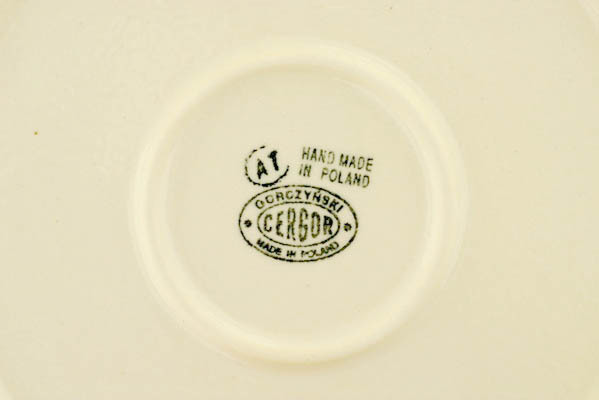 AT
HAND MADE
IN POLAND
GORCZYŃSKI
CERGOR
MADE IN POLAND